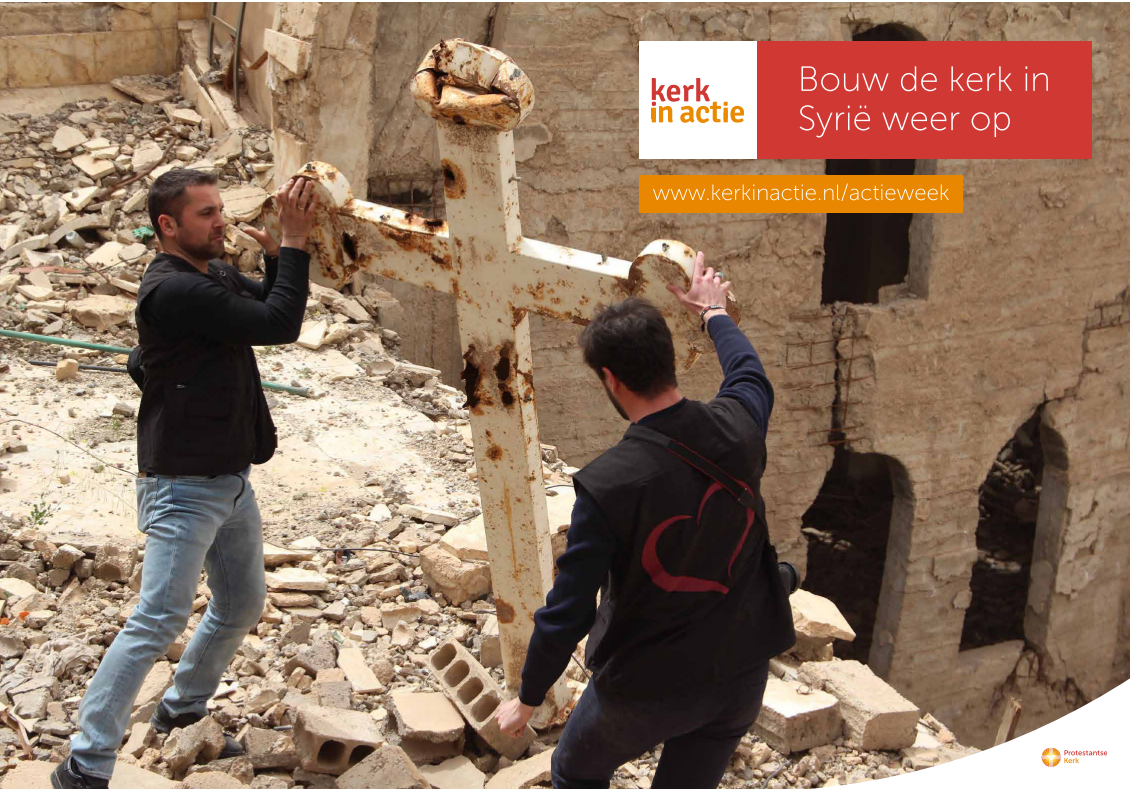 kerk
in actie
Bouw de kerk in
Syrië weer op
www.kerkinactie.nl/actieweek
Protestantse
Kerk